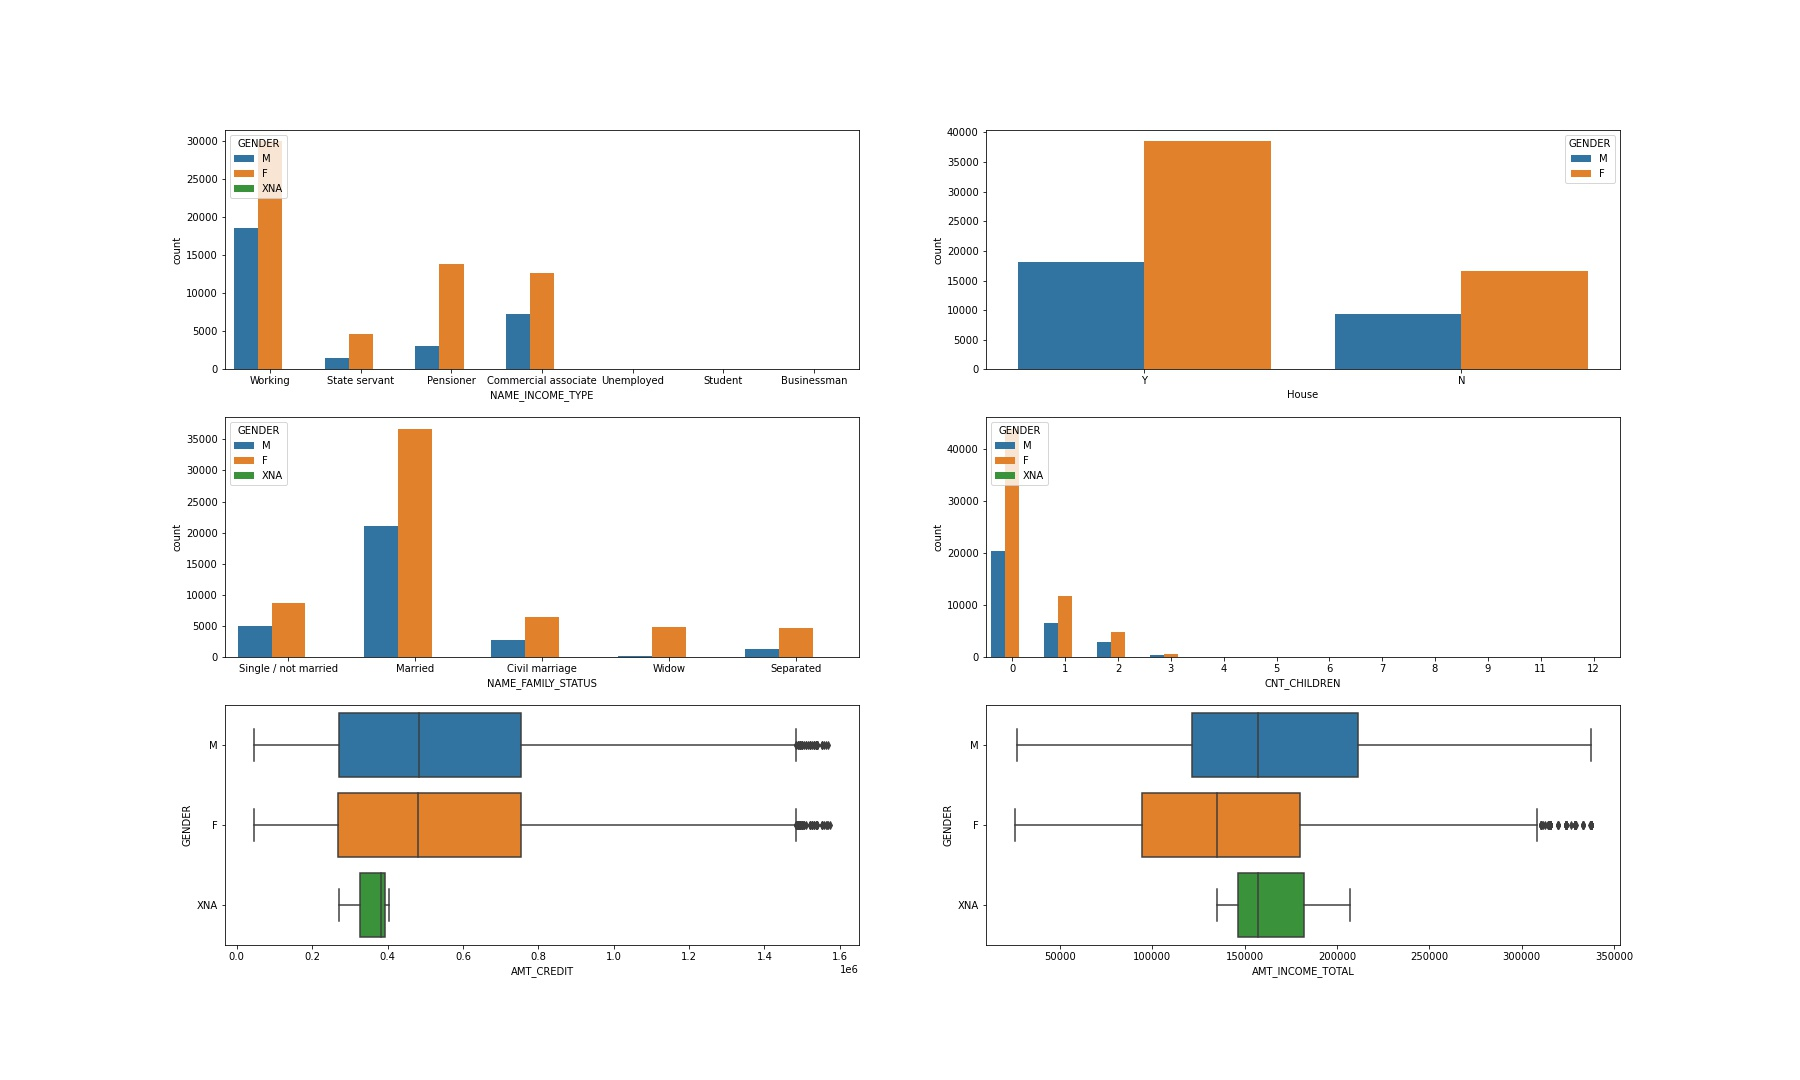 GENDER
M
F
XNA
30000
25000
20000
15000
10000
5000
0
count
Working State servant Pensioner Commercial associate Unemployed Student Businessman
NAME_INCOME_TYPE
GENDER
M
F
40000
35000
30000
25000
20000
15000
10000
5000
0
count
Y N
House
GENDER
M
F
XNA
35000
30000
25000
20000
15000
10000
5000
0
count
Single / not married Married Civil marriage Widow Separated
NAME_FAMILY_STATUS
GENDER
M
F
XNA
40000
30000
20000
10000
0
count
0 1 2 3 4 5 6 7 8 9 11 12
CNT_CHILDREN
M
F
XNA
GENDER
0.0 0.2 0.4 0.6 0.8 1.0 1.2 1.4 1.6
1e6
AMT_CREDIT
M
F
XNA
GENDER
50000 100000 150000 200000 250000 300000 350000
AMT_INCOME_TOTAL